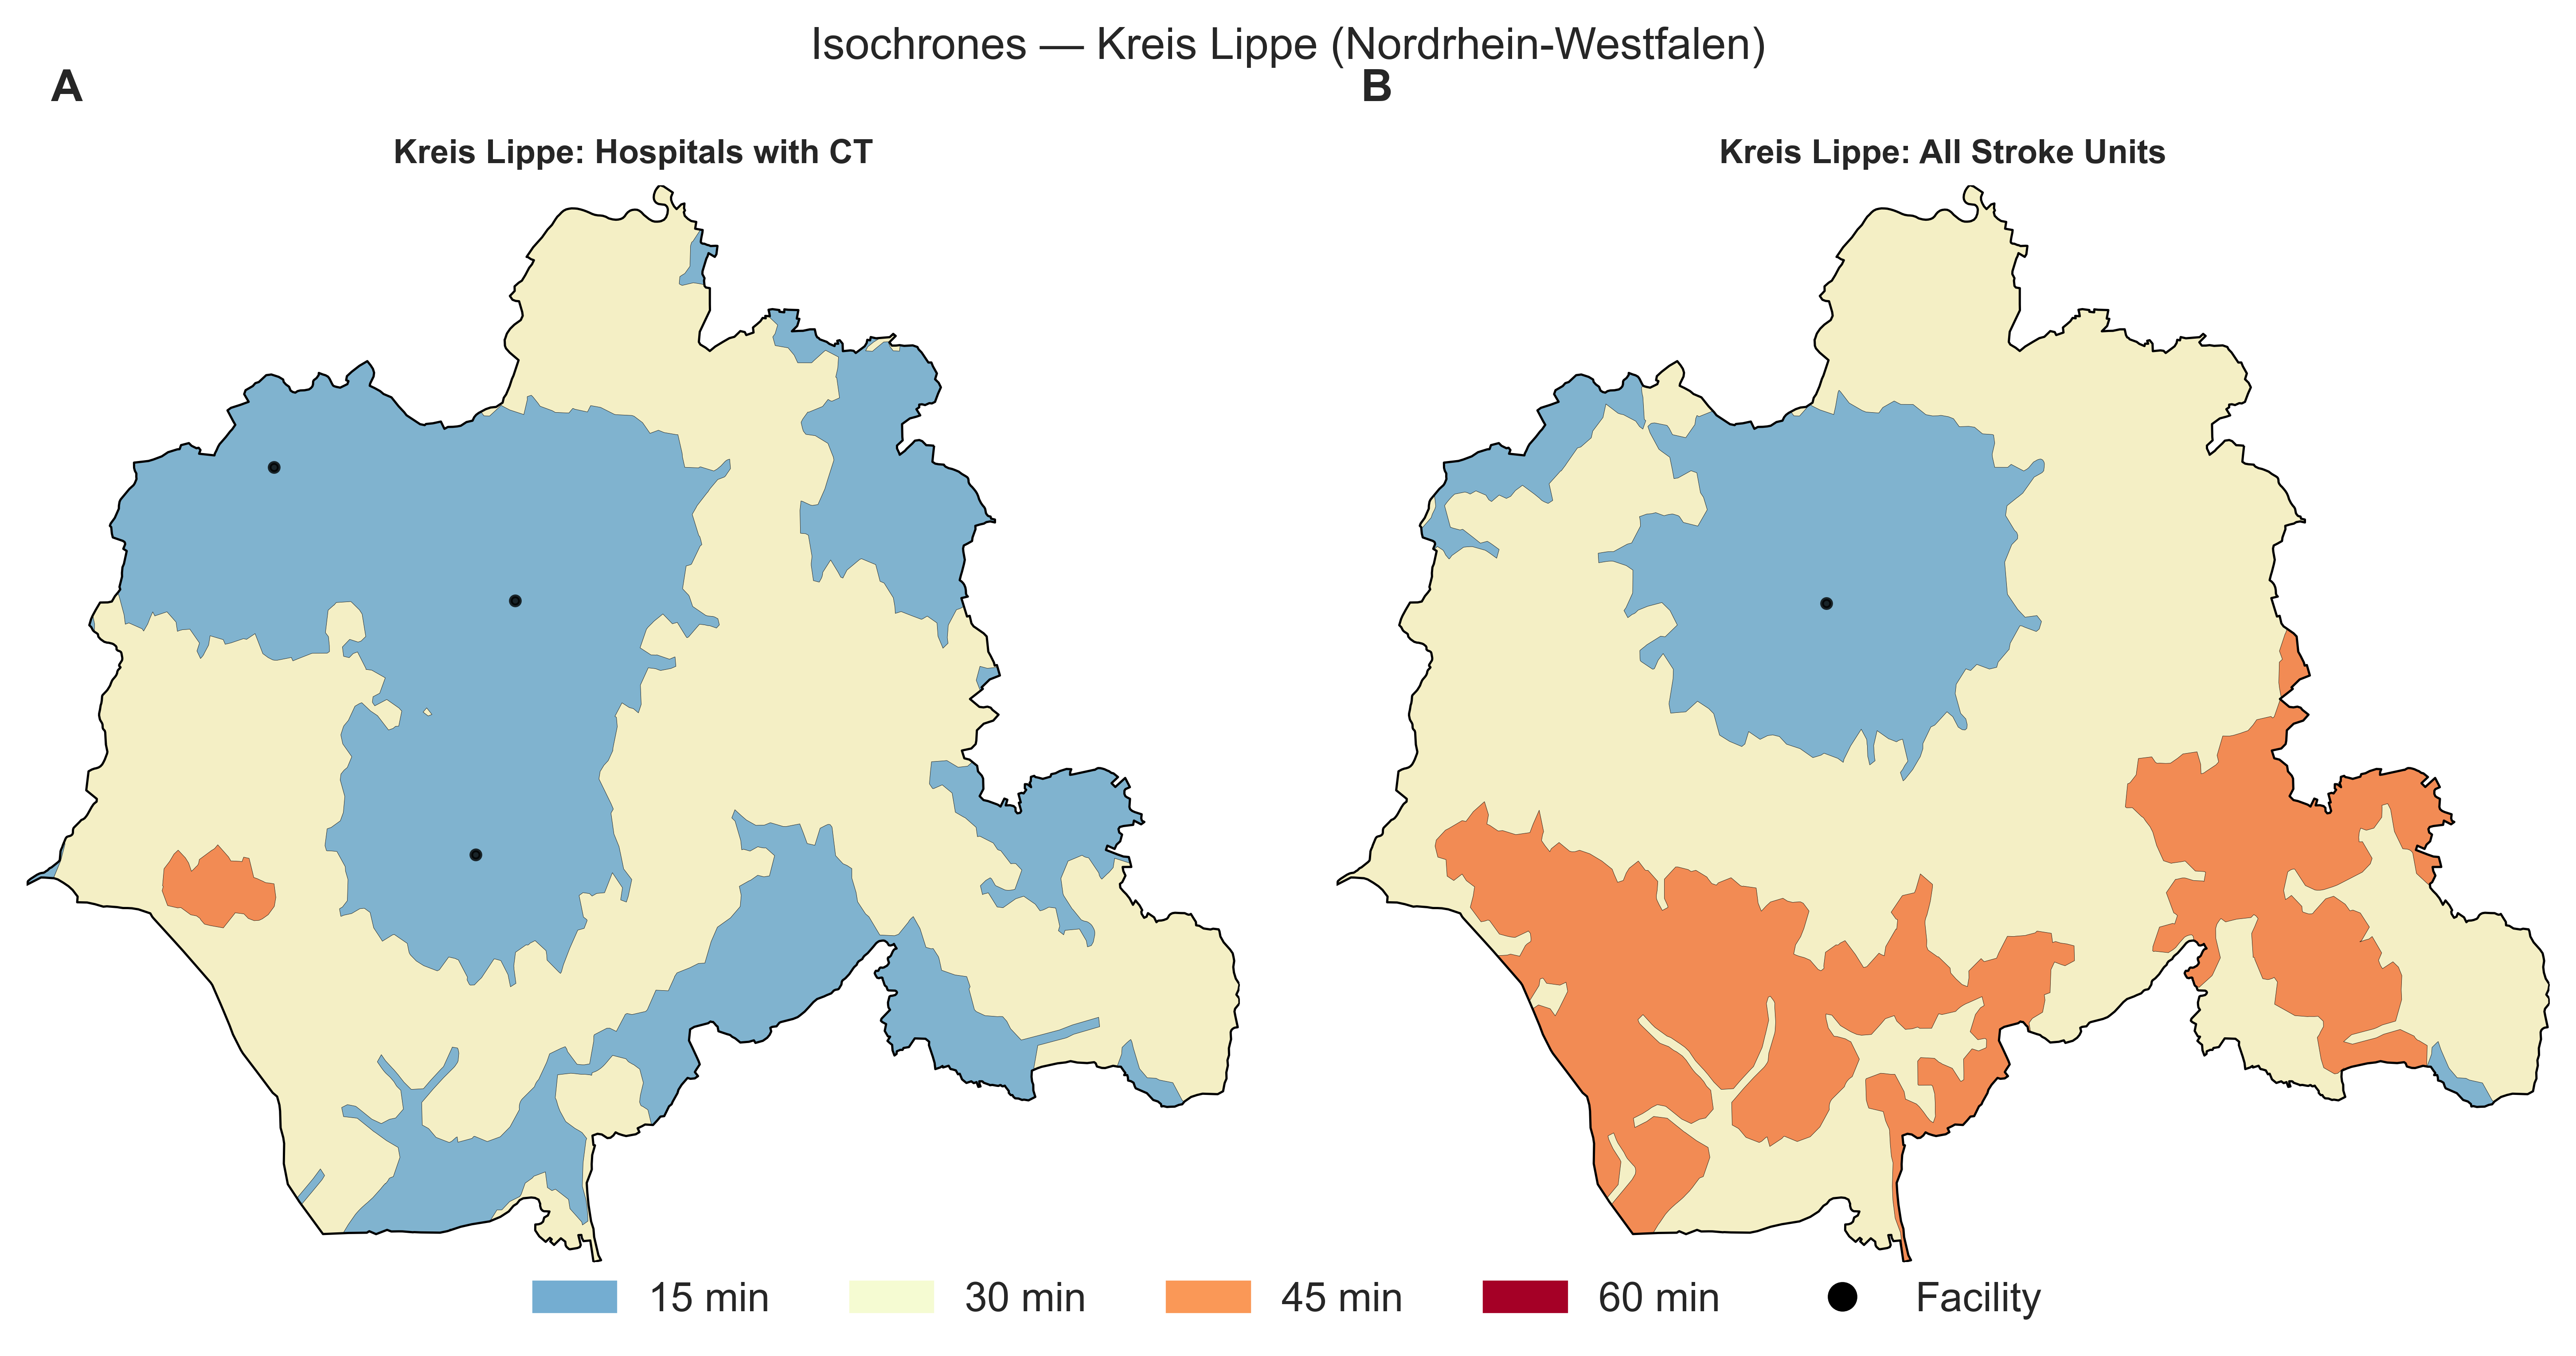 Isochrones — Kreis Lippe (Nordrhein-Westfalen)
A
B
Kreis Lippe: Hospitals with CT
Kreis Lippe: All Stroke Units
15 min
30 min
45 min
60 min
Facility